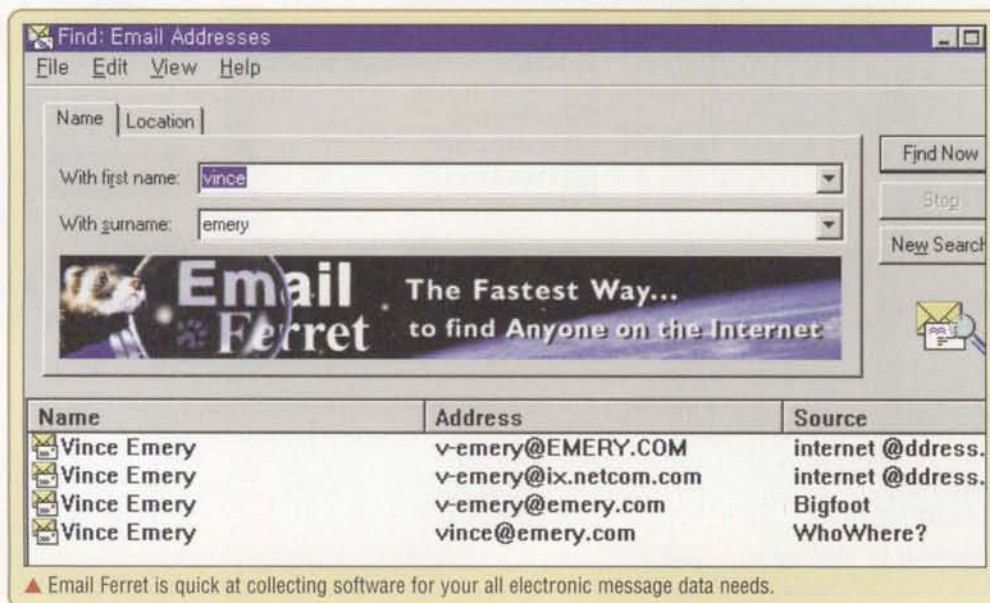 Find: Email Addresses
File Edit View Help
Name Location
With first name: vince
With surname: emery
Find Now
Stop
New Search
Email Ferret
The Fastest Way...
to find Anyone on the Internet
Name Address Source
Vince Emery v-emery@EMERY.COM internet @ddress.
Vince Emery v-emery@ix.netcom.com internet @ddress.
Vince Emery v-emery@emery.com Bigfoot
Vince Emery vince@emery.com WhoWhere?
▲ Email Ferret is quick at collecting software for your all electronic message data needs.